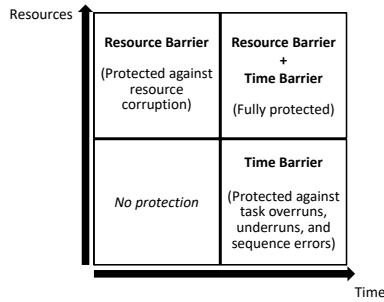 Resources
Resource Barrier
(Protected against
resource
corruption)
Resource Barrier
+
Time Barrier
(Fully protected)
No protection
Time Barrier
(Protected against
task overruns,
underruns, and
sequence errors)
Time